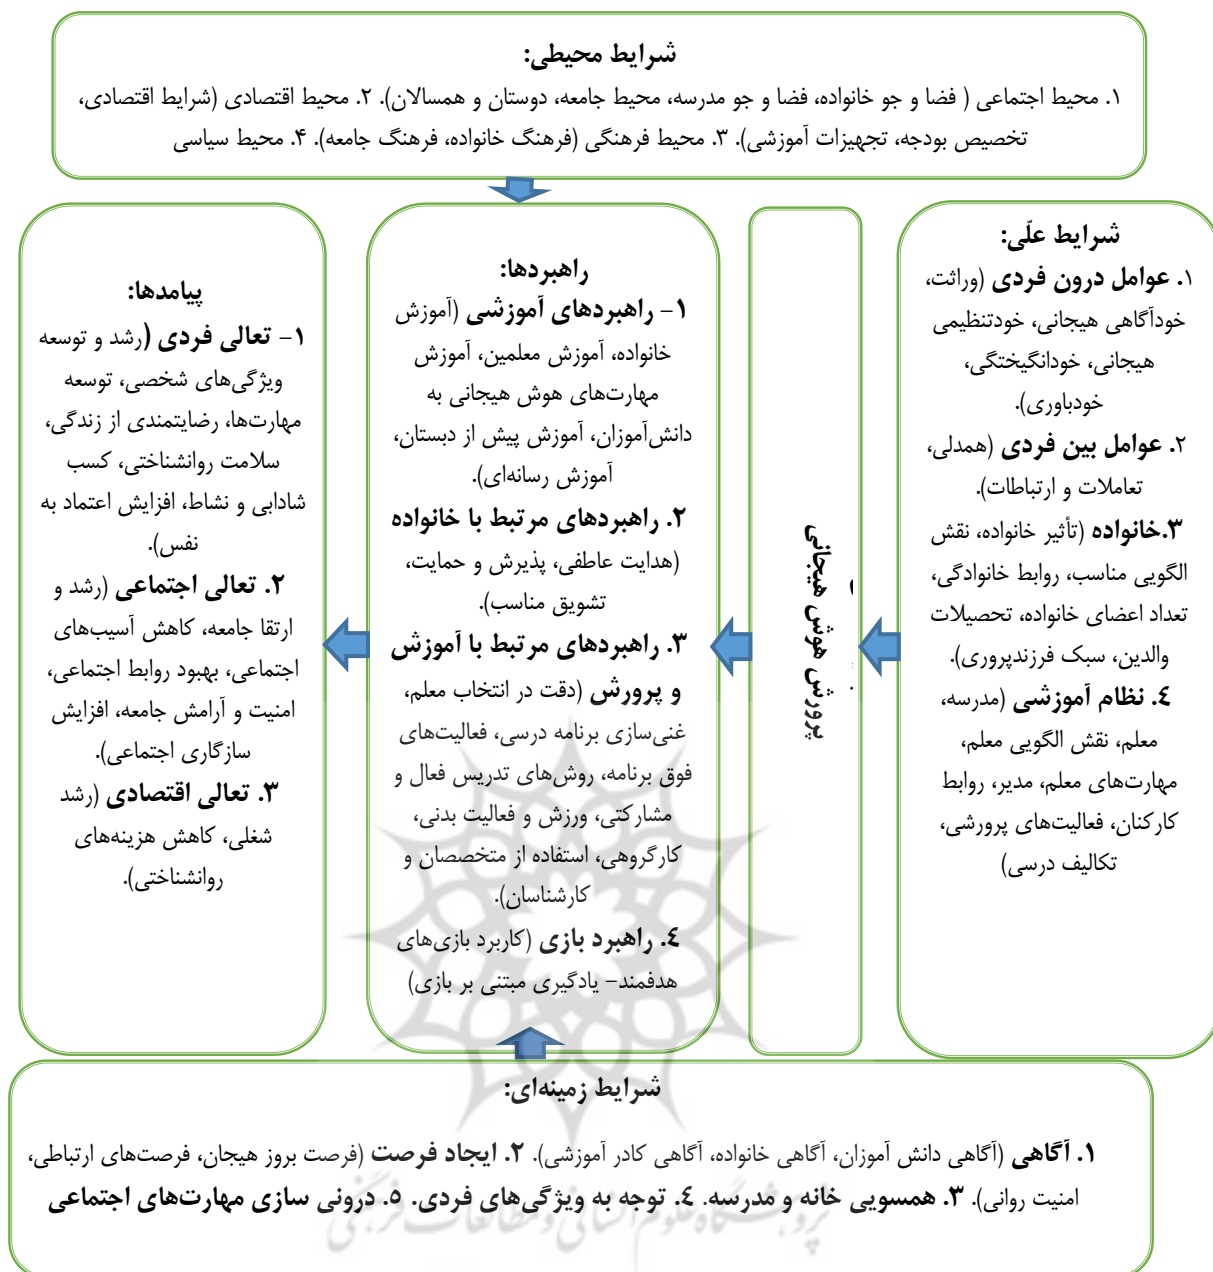 شرایط محیطی:
۱. محیط اجتماعی ( فضا و جو خانواده، فضا و جو مدرسه، محیط جامعه، دوستان و همسالان). ۲. محیط اقتصادی (شرایط اقتصادی،
تخصیص بودجه، تجهیزات آموزشی). ۳. محیط فرهنگی (فرهنگ خانواده، فرهنگ جامعه). ۴. محیط سیاسی
شرایط علّی:
۱. عوامل درون فردی (وراثت،
خودآگاهی هیجانی، خودتنظیمی
هیجانی، خودانگیختگی،
خودباوری).
۲. عوامل بین فردی (همدلی،
تعاملات و ارتباطات).
۳.خانواده (تأثیر خانواده، نقش
الگویی مناسب، روابط خانوادگی،
تعداد اعضای خانواده، تحصیلات
والدین، سبک فرزندپروری).
٤. نظام آموزشی (مدرسه،
معلم، نقش الگویی معلم،
مهارت‌های معلم، مدیر، روابط
کارکنان، فعالیت‌های پرورشی،
تکالیف درسی)
پرورش هوش هیجانی
راهبردها:
۱- راهبردهای آموزشی (آموزش
خانواده، آموزش معلمین، آموزش
مهارت‌های هوش هیجانی به
دانش‌آموزان، آموزش پیش از دبستان،
آموزش رسانه‌ای).
۲. راهبردهای مرتبط با خانواده
(هدایت عاطفی، پذیرش و حمایت،
تشویق مناسب).
۳. راهبردهای مرتبط با آموزش
و پرورش (دقت در انتخاب معلم،
غنی‌سازی برنامه درسی، فعالیت‌های
فوق برنامه، روش‌های تدریس فعال و
مشارکتی، ورزش و فعالیت بدنی،
کارگروهی، استفاده از متخصصان و
کارشناسان).
٤. راهبرد بازی (کاربرد بازی‌های
هدفمند- یادگیری مبتنی بر بازی)
پیامدها:
۱- تعالی فردی (رشد و توسعه
ویژگی‌های شخصی، توسعه
مهارت‌ها، رضایتمندی از زندگی،
سلامت روانشناختی، کسب
شادابی و نشاط، افزایش اعتماد به
نفس).
۲. تعالی اجتماعی (رشد و
ارتقا جامعه، کاهش آسیب‌های
اجتماعی، بهبود روابط اجتماعی،
امنیت و آرامش جامعه، افزایش
سازگاری اجتماعی).
۳. تعالی اقتصادی (رشد
شغلی، کاهش هزینه‌های
روانشناختی).
شرایط زمینه‌ای:
۱. آگاهی (آگاهی دانش آموزان، آگاهی خانواده، آگاهی کادر آموزشی). ۲. ایجاد فرصت (فرصت بروز هیجان، فرصت‌های ارتباطی،
امنیت روانی). ۳. همسویی خانه و مدرسه. ٤. توجه به ویژگی‌های فردی. ٥. درونی سازی مهارت‌های اجتماعی
پژوهشگاه علوم انسانی و مطالعات فرهنگی